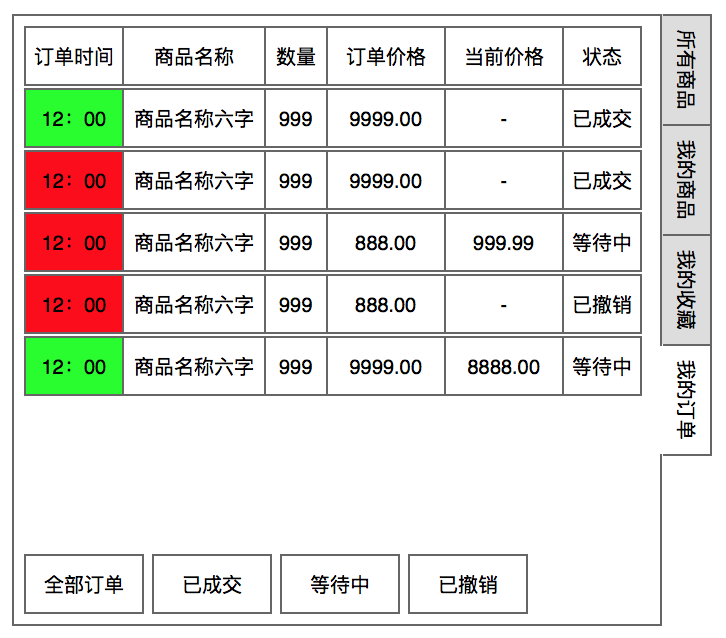 订单时间 商品名称 数量 订单价格 当前价格 状态
12：00 商品名称六字 999 9999.00 - 已成交
12：00 商品名称六字 999 9999.00 - 已成交
12：00 商品名称六字 999 888.00 999.99 等待中
12：00 商品名称六字 999 888.00 - 已撤销
12：00 商品名称六字 999 9999.00 8888.00 等待中
全部订单 已成交 等待中 已撤销
所有商品
我的商品
我的收藏
我的订单